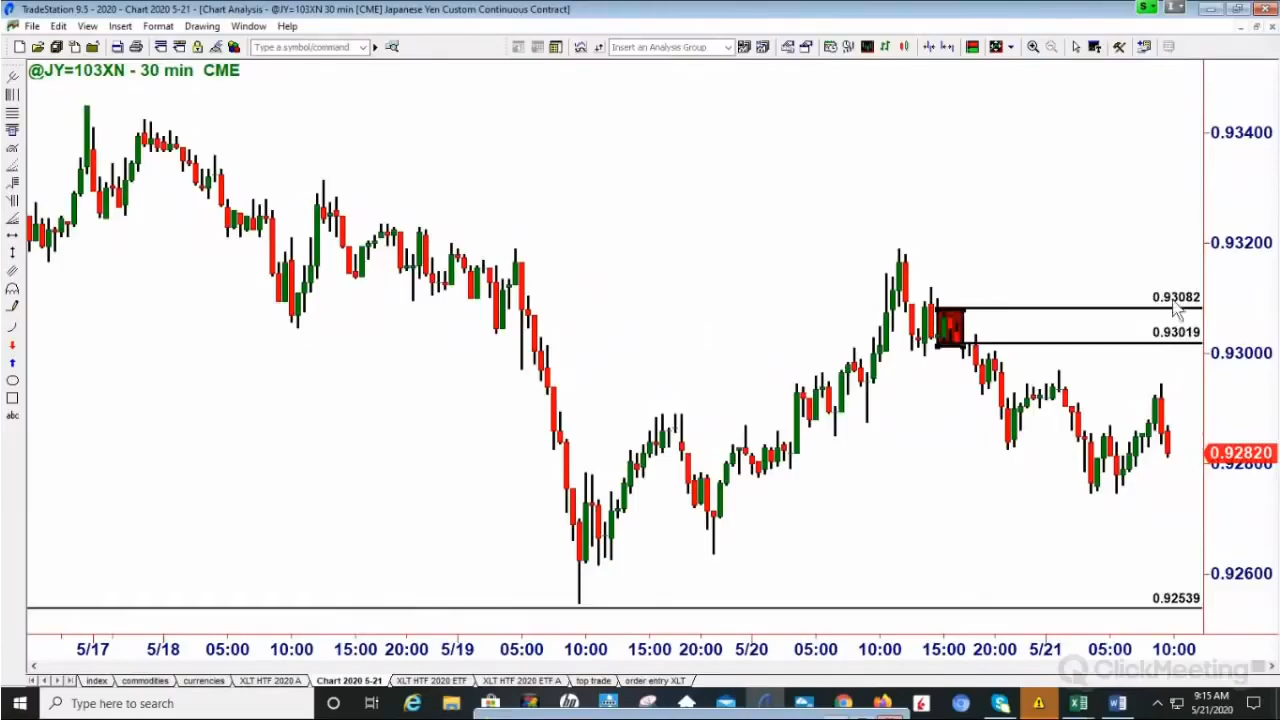 TradeStation 9.5 - 2020 - Chart 2020 5-21 - [Chart Analysis - @JY=103XN 30 min [CME] Japanese Yen Custom Continuous Contract]
File Edit View Insert Format Drawing Window Help TradeStation
Type a symbol/command
Insert an Analysis Group
@JY=103XN - 30 min CME
0.93400
0.93200
0.93082
0.93019
0.93000
0.92820
0.92800
0.92600
0.92539
5/17 5/18 05:00 10:00 15:00 20:00 5/19 05:00 10:00 15:00 20:00 5/20 05:00 10:00 15:00 20:00 5/21 05:00 10:00
abc
ClickMeeting
index commodities currencies XLT HTF 2020 A Chart 2020 5-21 XLT HTF 2020 ETF XLT HTF 2020 ETF A top trade order entry XLT
Type here to search
9:15 AM
5/21/2020